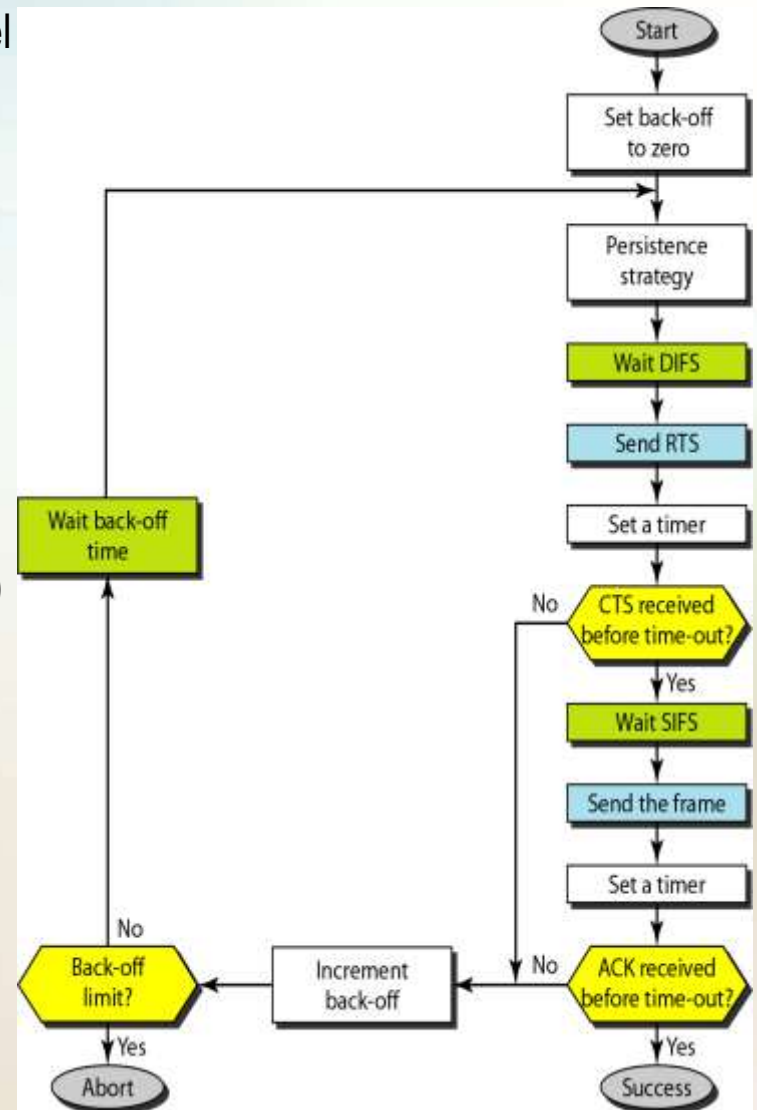 el
Start
Set back-off
to zero
Persistence
strategy
Wait DIFS
Send RTS
Wait back-off
time
Set a timer
)
No
CTS received
before time-out?
Yes
Wait SIFS
Send the frame
Set a timer
No
Back-off
limit?
Increment
back-off
No
ACK received
before time-out?
Yes
Yes
Abort
Success